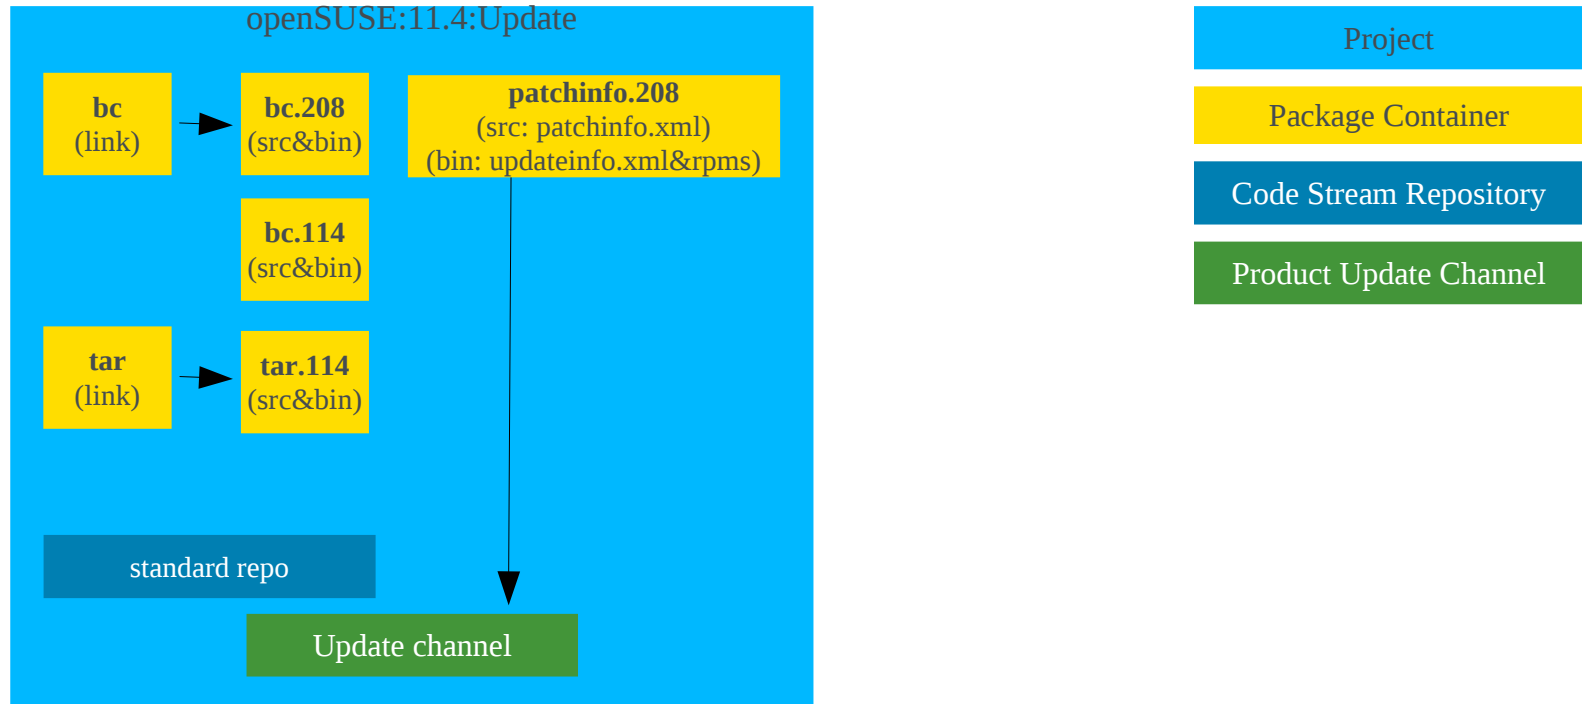 openSUSE:11.4:Update
bc
(link)
bc.208
(src&bin)
patchinfo.208
(src: patchinfo.xml)
(bin: updateinfo.xml&rpms)
bc.114
(src&bin)
tar
(link)
tar.114
(src&bin)
standard repo
Update channel
Project
Package Container
Code Stream Repository
Product Update Channel